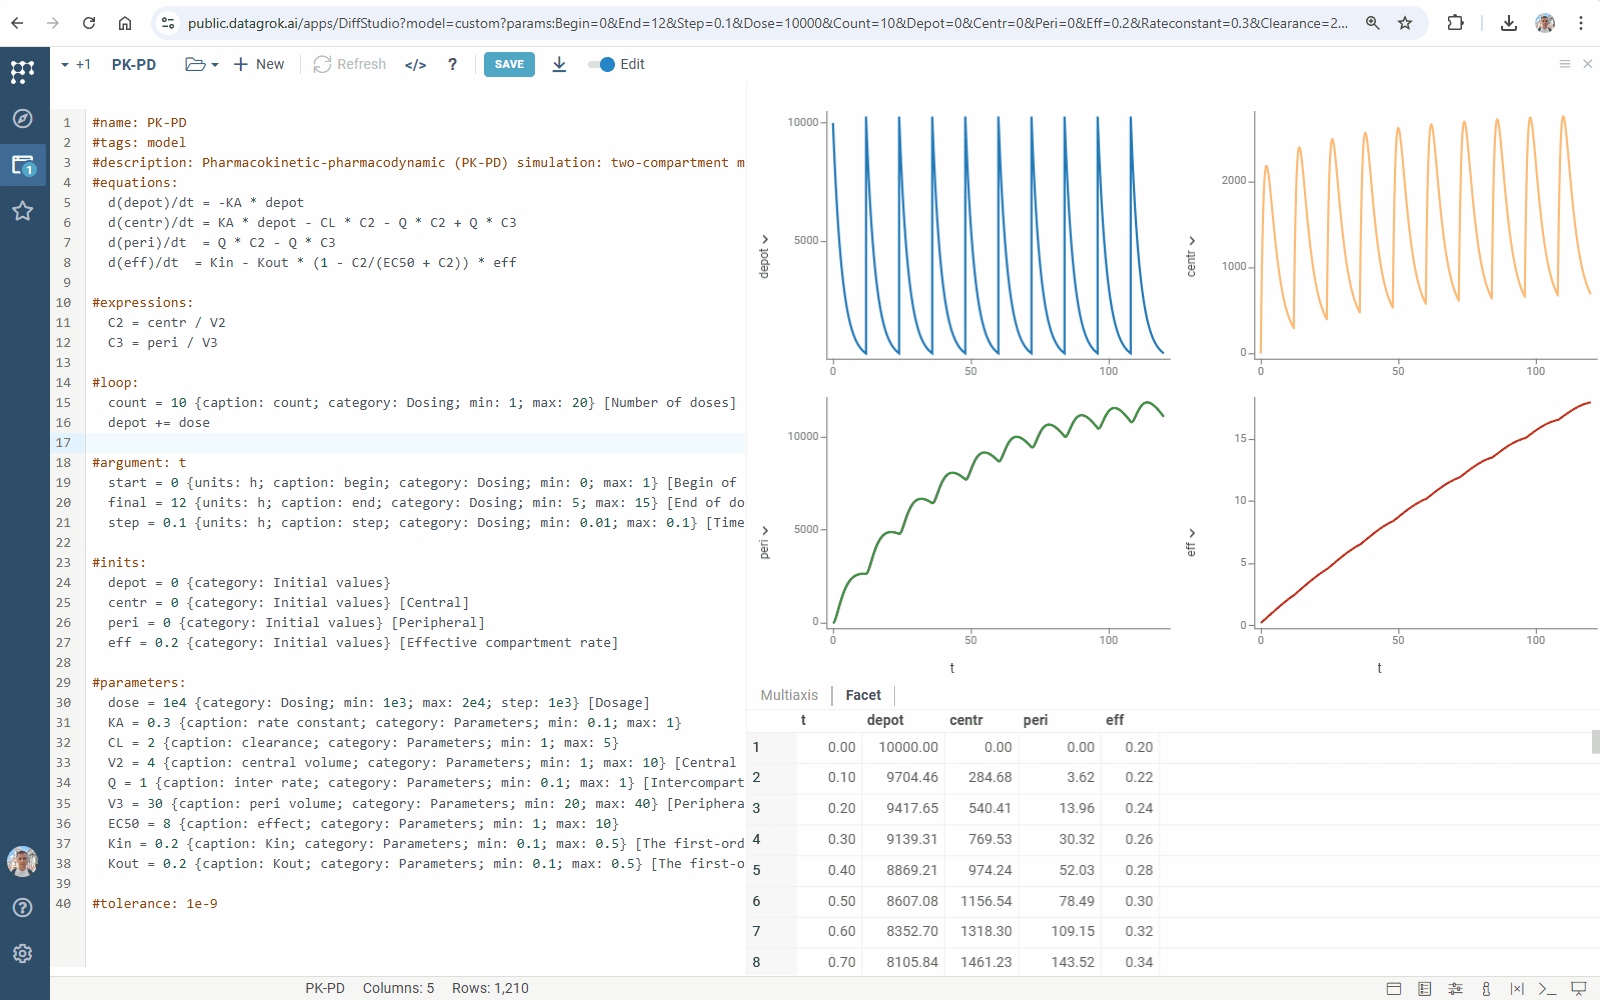 public.datagrok.ai/apps/DiffStudio?model=custom?params:Begin=0&End=12&Step=0.1&Dose=10000&Count=10&Depot=0&Centr=0&Peri=0&Eff=0.2&Rateconstant=0.3&Clearance=2...
+1 PK-PD New Refresh </> ? SAVE Edit
1 #name: PK-PD
2 #tags: model
3 #description: Pharmacokinetic-pharmacodynamic (PK-PD) simulation: two-compartment m
4 #equations:
5 d(depot)/dt = -KA * depot
6 d(centr)/dt = KA * depot - CL * C2 - Q * C2 + Q * C3
7 d(peri)/dt  = Q * C2 - Q * C3
8 d(eff)/dt  = Kin - Kout * (1 - C2/(EC50 + C2)) * eff
9
10 #expressions:
11 C2 = centr / V2
12 C3 = peri / V3
13
14 #loop:
15 count = 10 {caption: count; category: Dosing; min: 1; max: 20} [Number of doses]
16 depot += dose
17
18 #argument: t
19 start = 0 {units: h; caption: begin; category: Dosing; min: 0; max: 1} [Begin of
20 final = 12 {units: h; caption: end; category: Dosing; min: 5; max: 15} [End of do
21 step = 0.1 {units: h; caption: step; category: Dosing; min: 0.01; max: 0.1} [Time
22
23 #inits:
24 depot = 0 {category: Initial values}
25 centr = 0 {category: Initial values} [Central]
26 peri = 0 {category: Initial values} [Peripheral]
27 eff = 0.2 {category: Initial values} [Effective compartment rate]
28
29 #parameters:
30 dose = 1e4 {category: Dosing; min: 1e3; max: 2e4; step: 1e3} [Dosage]
31 KA = 0.3 {caption: rate constant; category: Parameters; min: 0.1; max: 1}
32 CL = 2 {caption: clearance; category: Parameters; min: 1; max: 5}
33 V2 = 4 {caption: central volume; category: Parameters; min: 1; max: 10} [Central
34 Q = 1 {caption: inter rate; category: Parameters; min: 0.1; max: 1} [Intercompart
35 V3 = 30 {caption: peri volume; category: Parameters; min: 20; max: 40} [Periphera
36 EC50 = 8 {caption: effect; category: Parameters; min: 1; max: 10}
37 Kin = 0.2 {caption: Kin; category: Parameters; min: 0.1; max: 0.5} [The first-ord
38 Kout = 0.2 {caption: Kout; category: Parameters; min: 0.1; max: 0.5} [The first-o
39
40 #tolerance: 1e-9
10000
5000
depot
0 50 100
2000
1000
0
centr
0 50 100
10000
5000
0
peri
0 50 100
t
15
10
5
0
eff
0 50 100
t
Multiaxis Facet
t depot centr peri eff
1 0.00 10000.00 0.00 0.00 0.20
2 0.10 9704.46 284.68 3.62 0.22
3 0.20 9417.65 540.41 13.96 0.24
4 0.30 9139.31 769.53 30.32 0.26
5 0.40 8869.21 974.24 52.03 0.28
6 0.50 8607.08 1156.54 78.49 0.30
7 0.60 8352.70 1318.30 109.15 0.32
8 0.70 8105.84 1461.23 143.52 0.34
1
PK-PD Columns: 5 Rows: 1,210